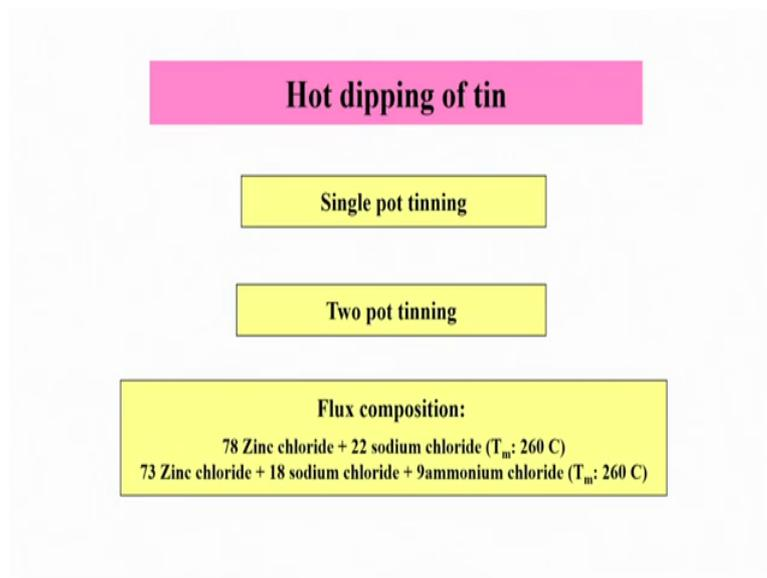 Hot dipping of tin
Single pot tinning
Two pot tinning
Flux composition:
78 Zinc chloride + 22 sodium chloride (Tm: 260 C)
73 Zinc chloride + 18 sodium chloride + 9ammonium chloride (Tm: 260 C)